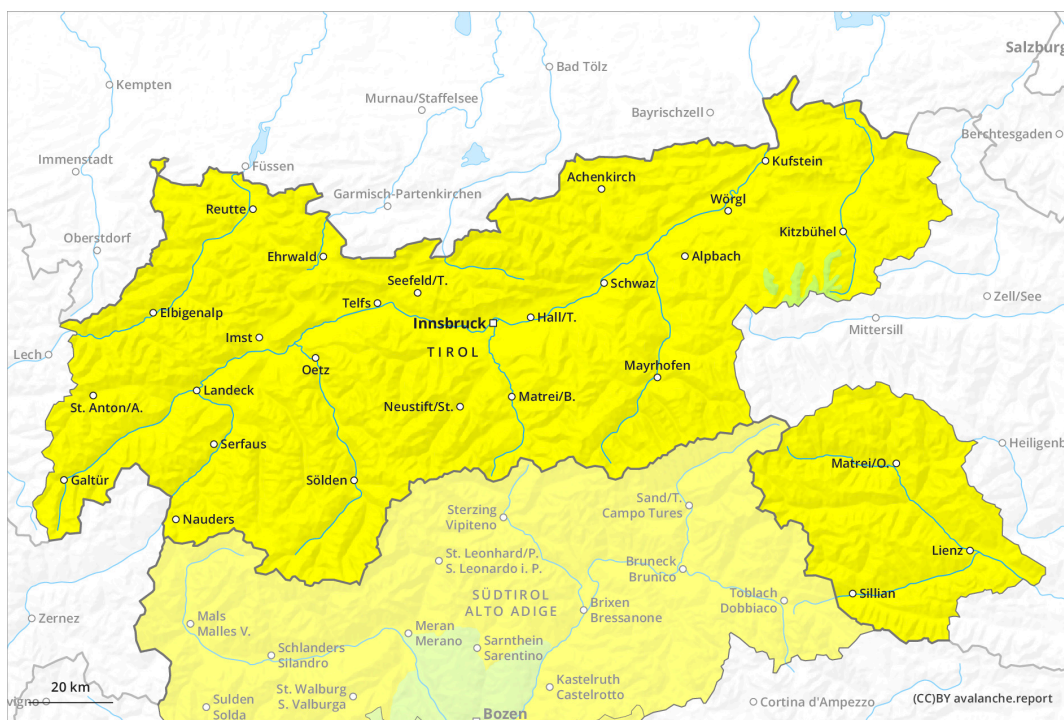 Salzburg
Kempten
Bad Tölz
Murnau/Staffelsee
Bayrischzell
Berchtesgaden
Immenstadt
Füssen
Kufstein
Achenkirch
Garmisch-Partenkirchen
Wörgl
Reutte
Kitzbühel
Oberstdorf
Ehrwald
Alpbach
Seefeld/T.
Schwaz
Zell/See
Telfs
Elbigenalp
Hall/T.
Innsbruck
Mittersill
Imst
Lech
TIROL
Oetz
Mayrhofen
Landeck
St. Anton/A.
Neustift/St.
Matrei/B.
Serfaus
Matrei/O.
Galtür
Sölden
Sand/T.
Campo Tures
Sterzing
Vipiteno
Nauders
Lienz
St. Leonhard/P.
S. Leonardo i. P.
Bruneck
Brunico
SÜDTIROL
ALTO ADIGE
Sillian
Toblach
Dobbiaco
Brixen
Bressanone
Mals
Malles V.
Zernez
Meran
Merano
Sarnthein
Sarentino
Schlanders
Silandro
Kastelruth
Castelrotto
20 km
St. Walburg
S. Valburga
Sulden
Solda
Cortina d'Ampezzo
(CC)BY avalanche.report
Bozen